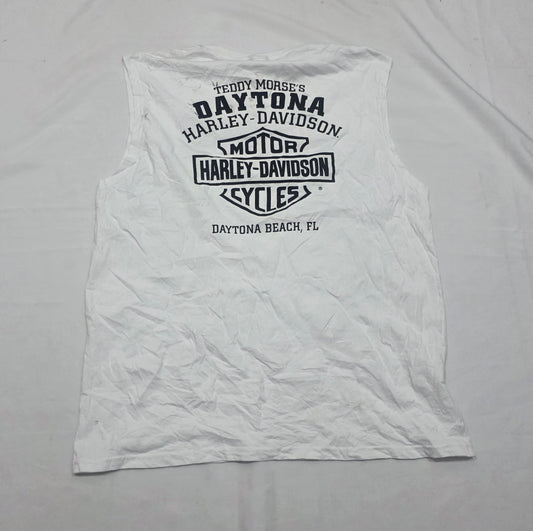 TEDDY MORSE'S
DAYTONA
HARLEY-DAVIDSON
MOTOR
HARLEY-DAVIDSON
CYCLES ®
DAYTONA BEACH, FL